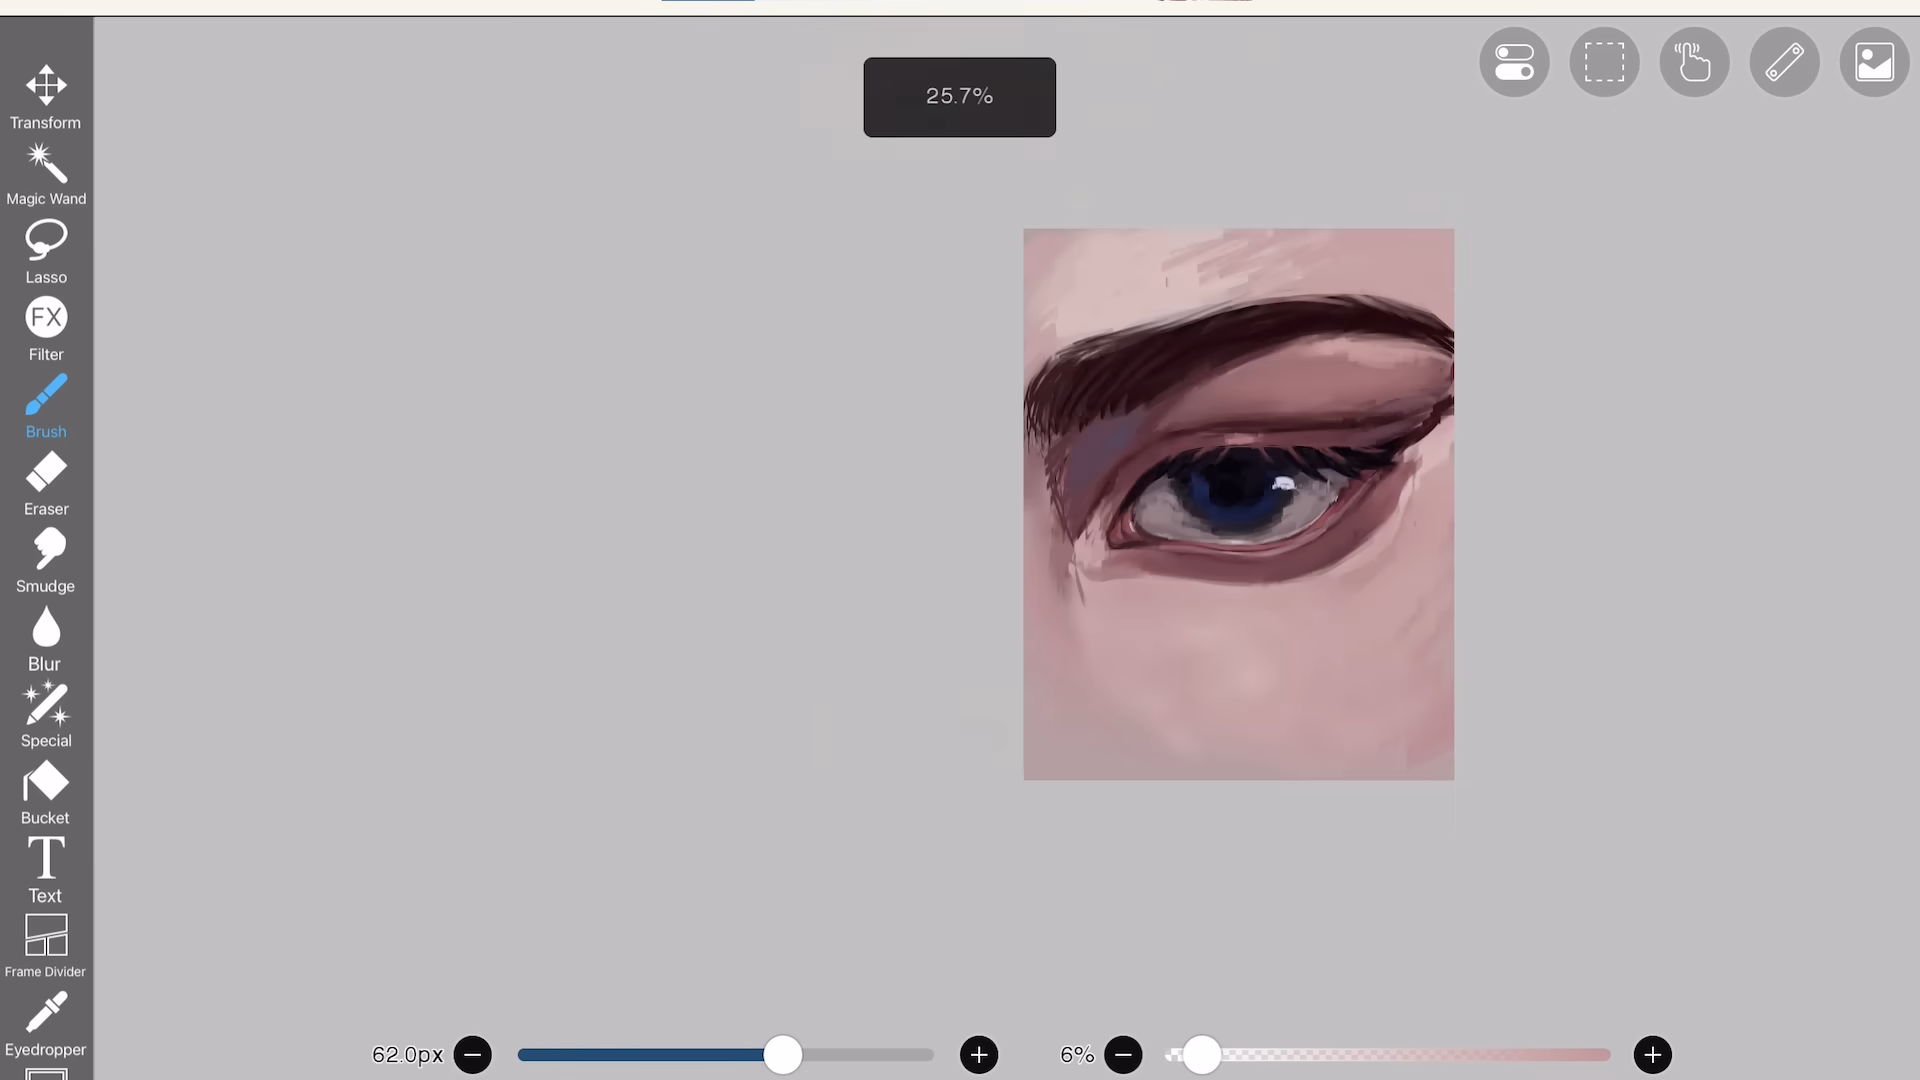 25.7%
Transform
Magic Wand
Lasso
FX
Filter
Brush
Eraser
Smudge
Blur
Special
Bucket
T
Text
Frame Divider
Eyedropper
62.0px
6%